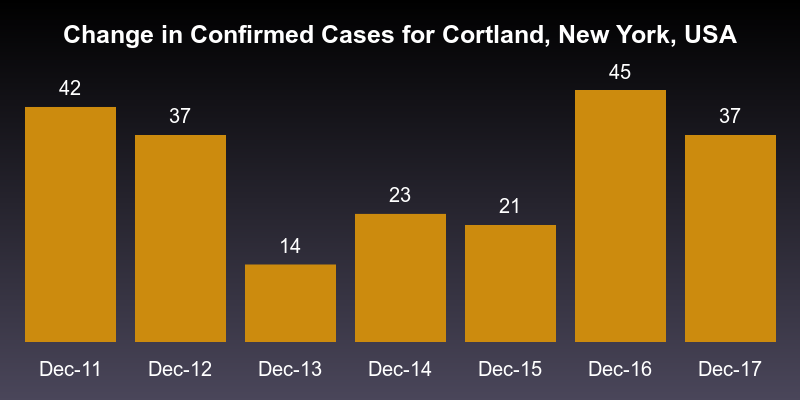 Change in Confirmed Cases for Cortland, New York, USA
42
37
14
23
21
45
37
Dec-11
Dec-12
Dec-13
Dec-14
Dec-15
Dec-16
Dec-17